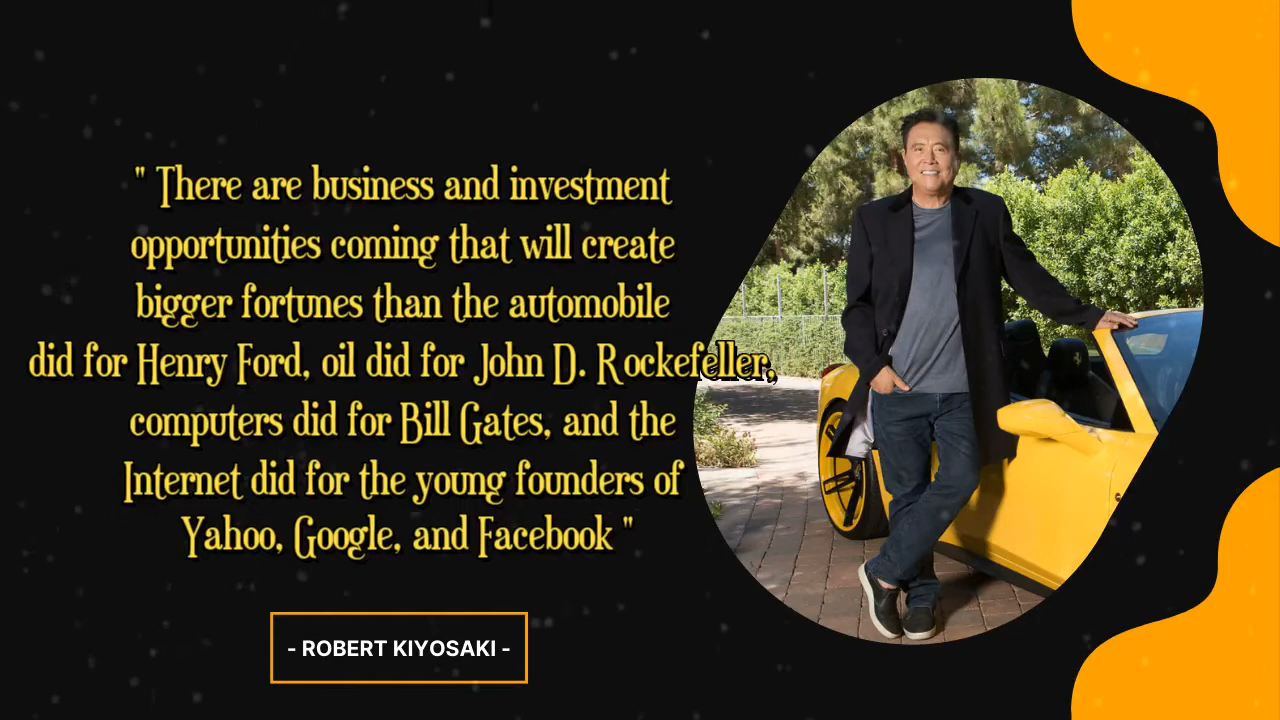 " There are business and investment
opportunities coming that will create
bigger fortunes than the automobile
did for Henry Ford, oil did for John D. Rockefeller,
computers did for Bill Gates, and the
Internet did for the young founders of
Yahoo, Google, and Facebook "
- ROBERT KIYOSAKI -